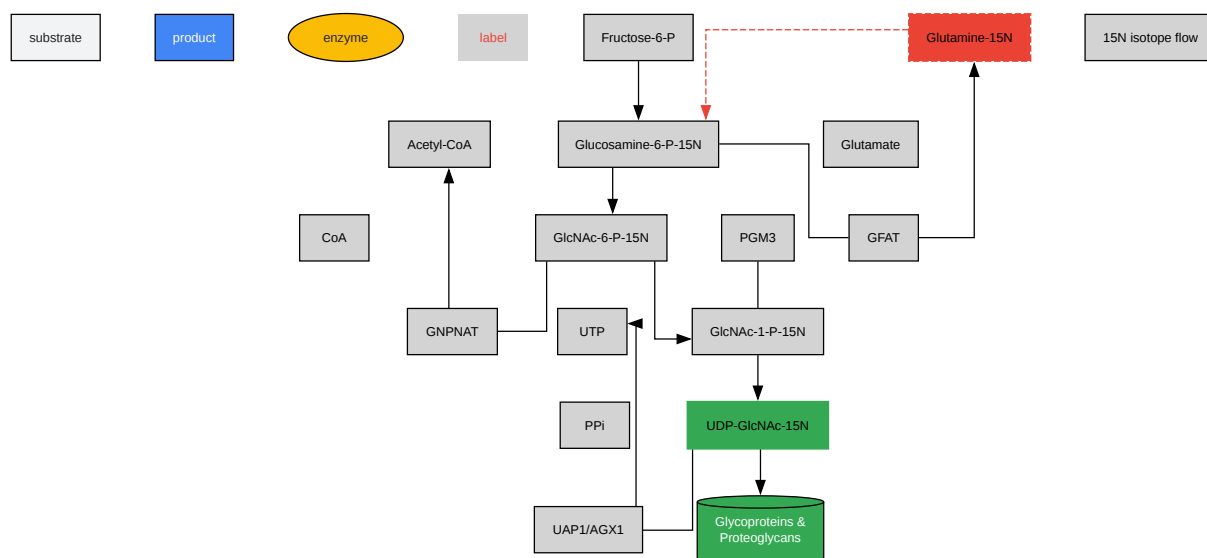 substrate
product
enzyme
label
Fructose-6-P
Glutamine-15N
15N isotope flow
Acetyl-CoA
Glucosamine-6-P-15N
Glutamate
CoA
GlcNAc-6-P-15N
PGM3
GFAT
GNPNAT
UTP
GlcNAc-1-P-15N
PPi
UDP-GlcNAc-15N
UAP1/AGX1
Glycoproteins &
Proteoglycans